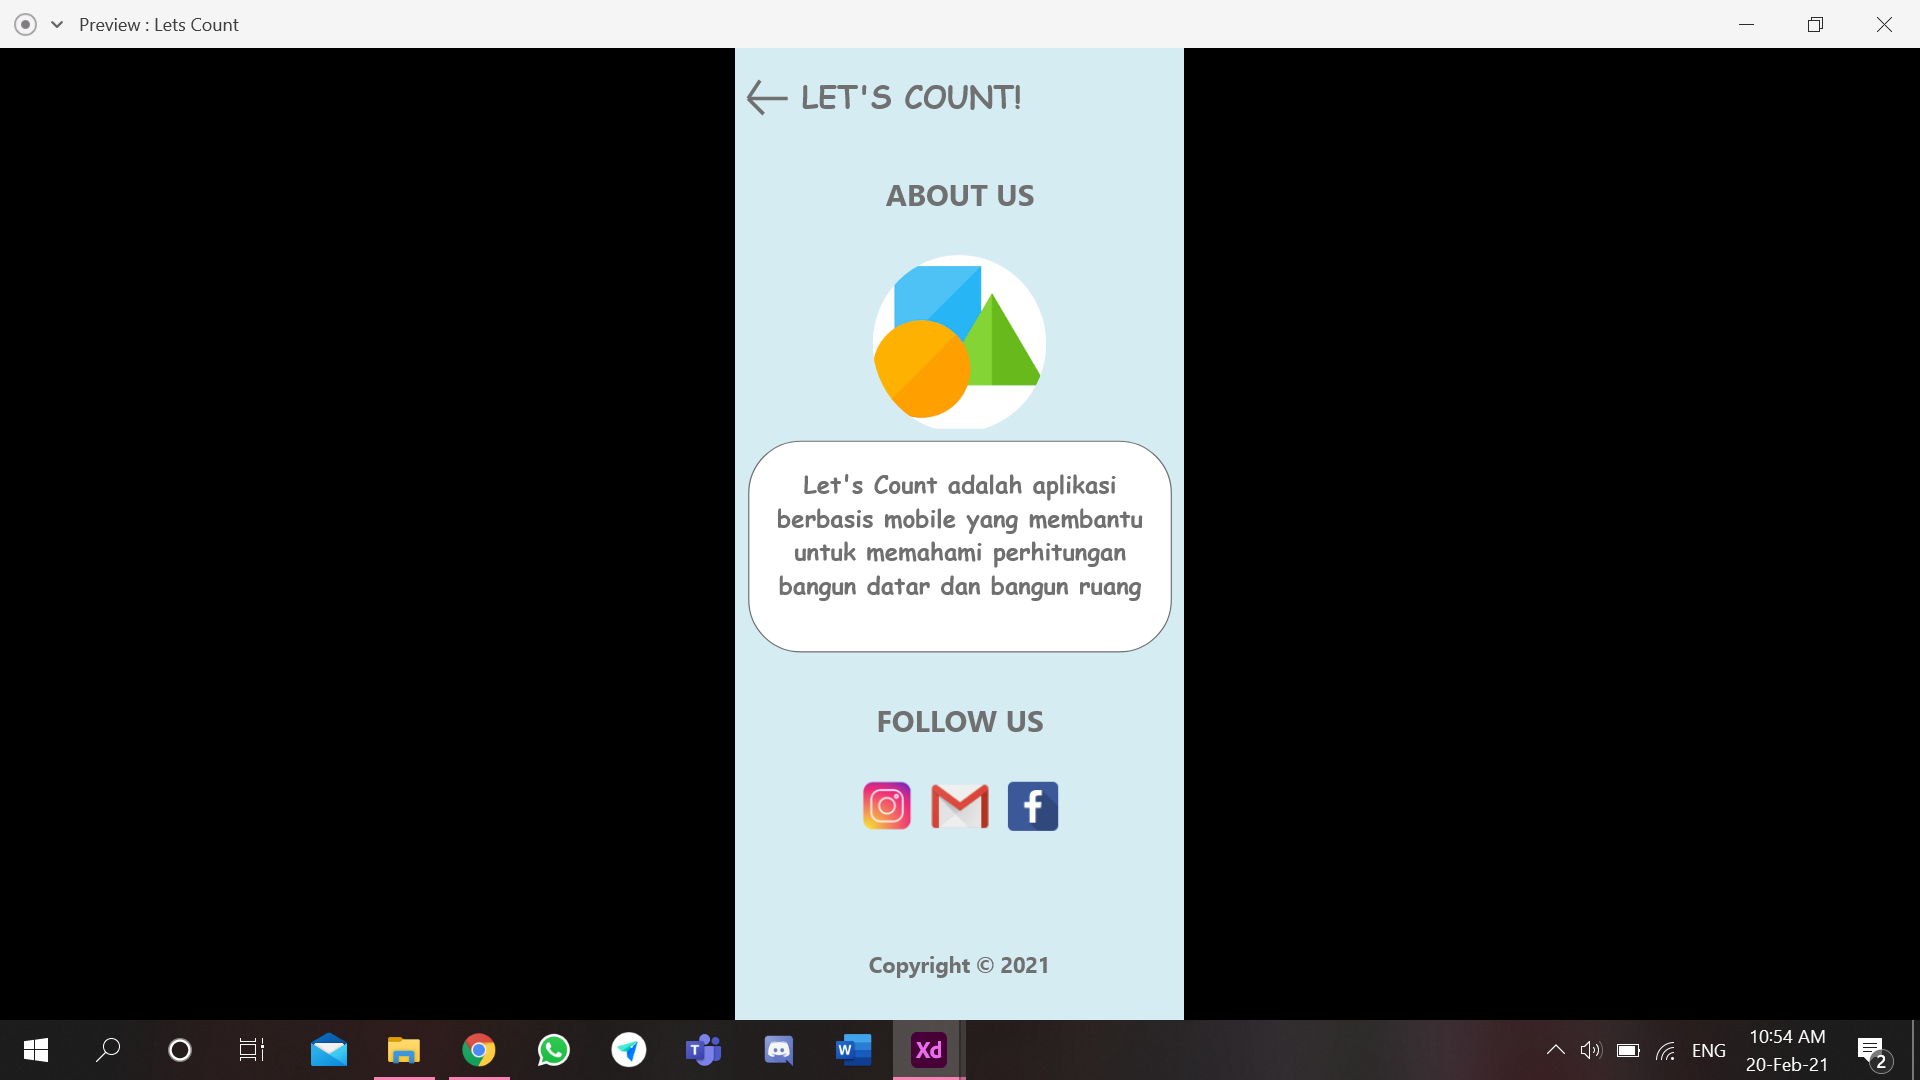 Preview : Lets Count
LET'S COUNT!
ABOUT US
Let's Count adalah aplikasi
berbasis mobile yang membantu
untuk memahami perhitungan
bangun datar dan bangun ruang
FOLLOW US
f
Copyright © 2021
T
W
Xd
ENG
10:54 AM
20-Feb-21
2